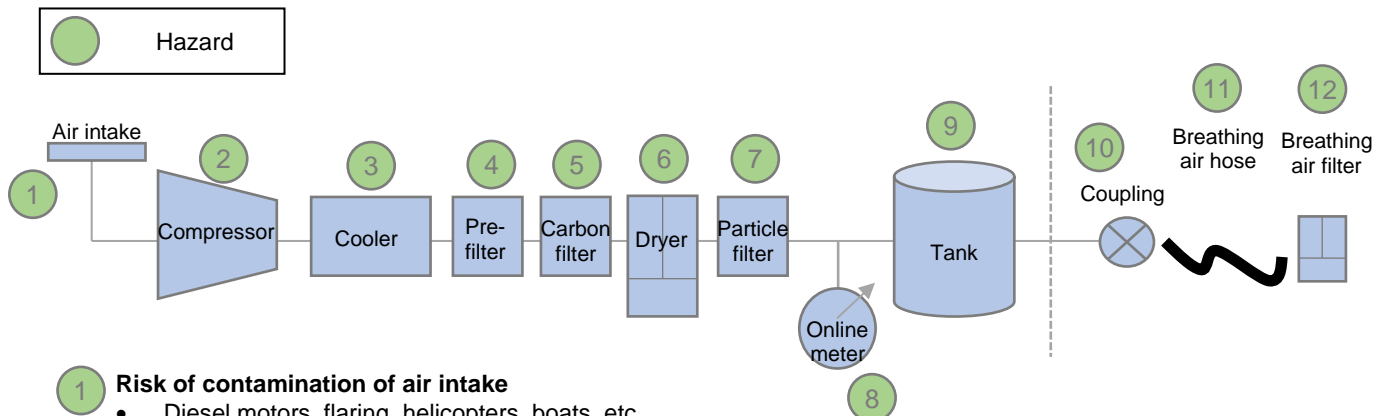 Hazard
11
12
Air intake
9
Breathing
air hose
Breathing
air filter
10
2
3
4
5
6
7
1
Coupling
Compressor
Cooler
Pre-
filter
Carbon
filter
Dryer
Particle
filter
Tank
Online
meter
1
Risk of contamination of air intake
8
• Diesel motors, flaring, helicopters, boats, etc.